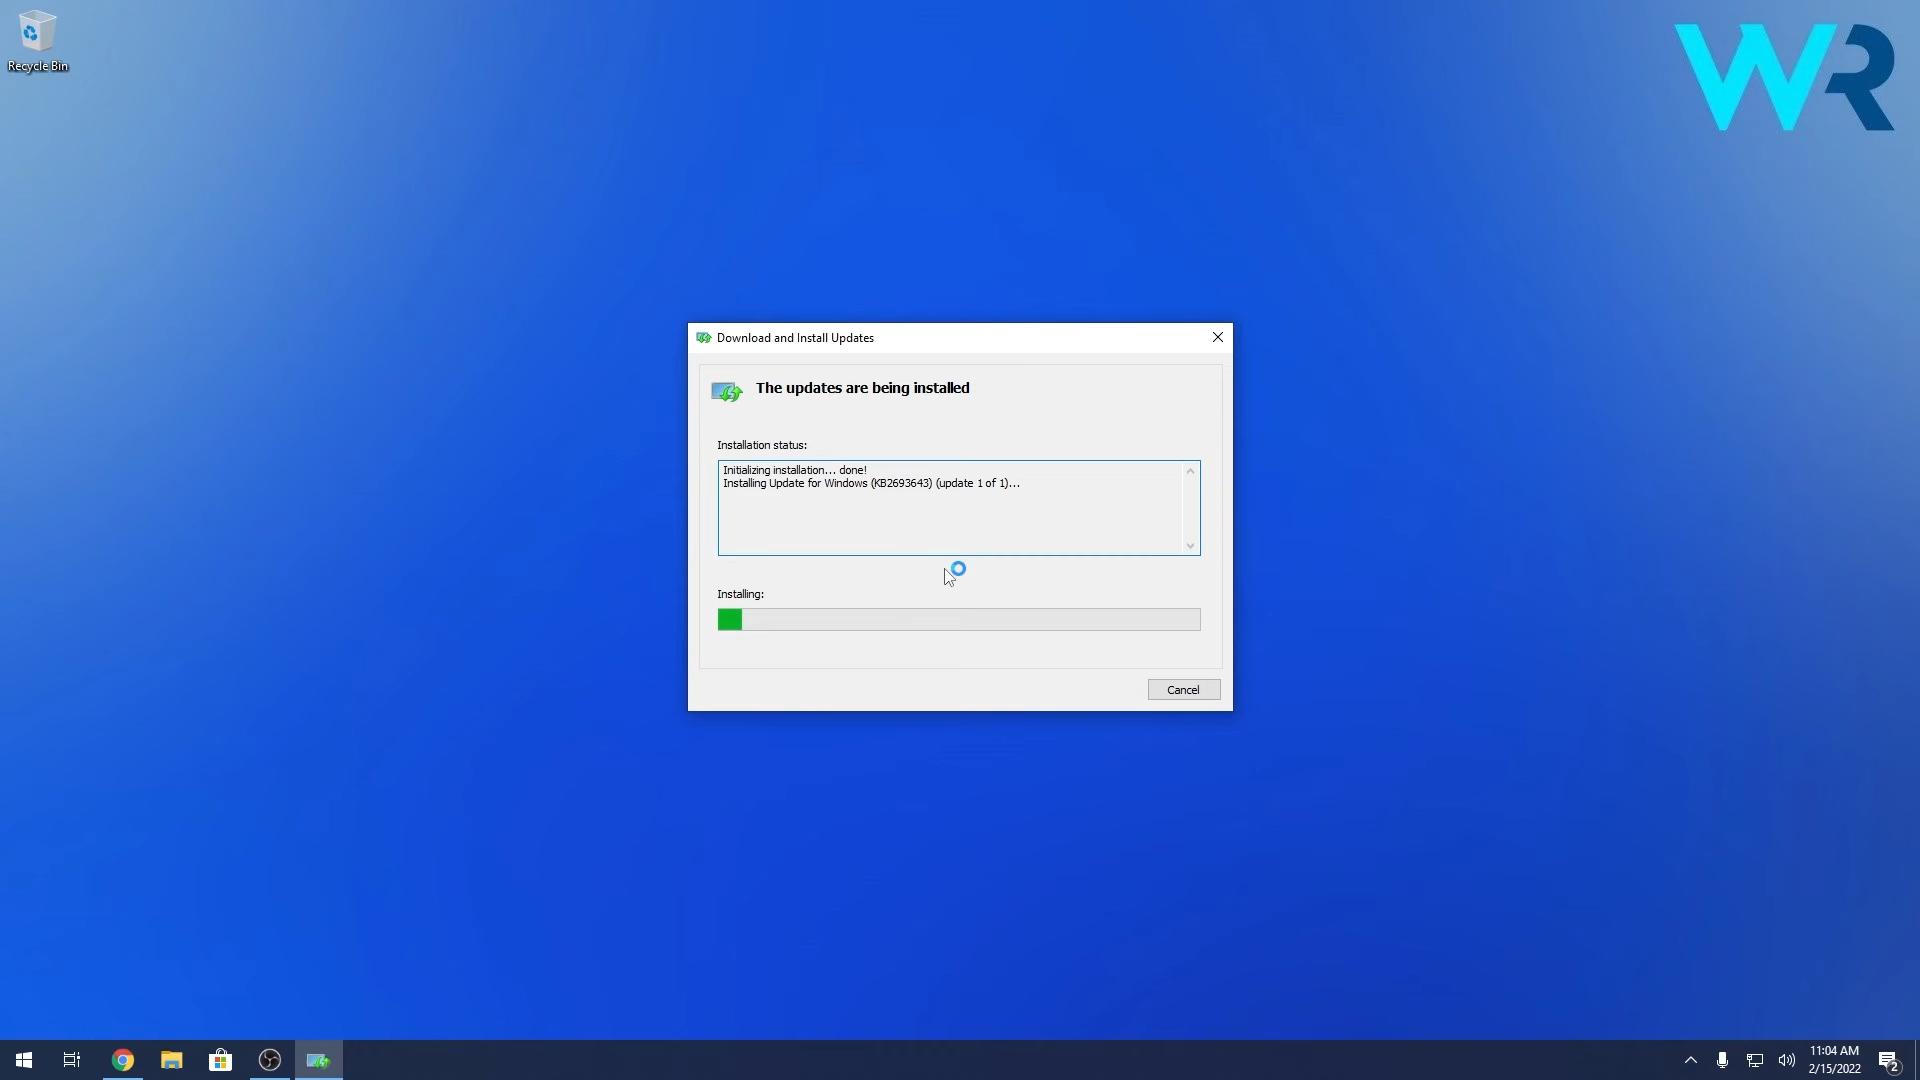 Recycle Bin
WR
Download and Install Updates
The updates are being installed
Installation status:
Initializing installation... done!
Installing Update for Windows (KB2693643) (update 1 of 1)...
Installing:
Cancel
11:04 AM
2/15/2022
2